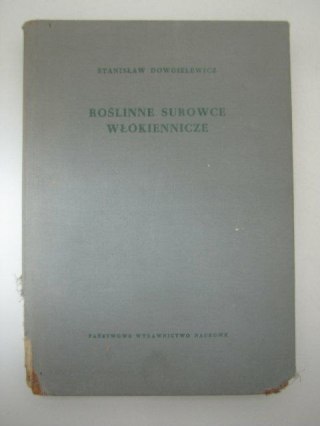 STANISŁAW DOWGIELEWICZ
ROŚLINNE SUROWCE
WŁÓKIENNICZE
PAŃSTWOWE WYDAWNICTWO NAUKOWE